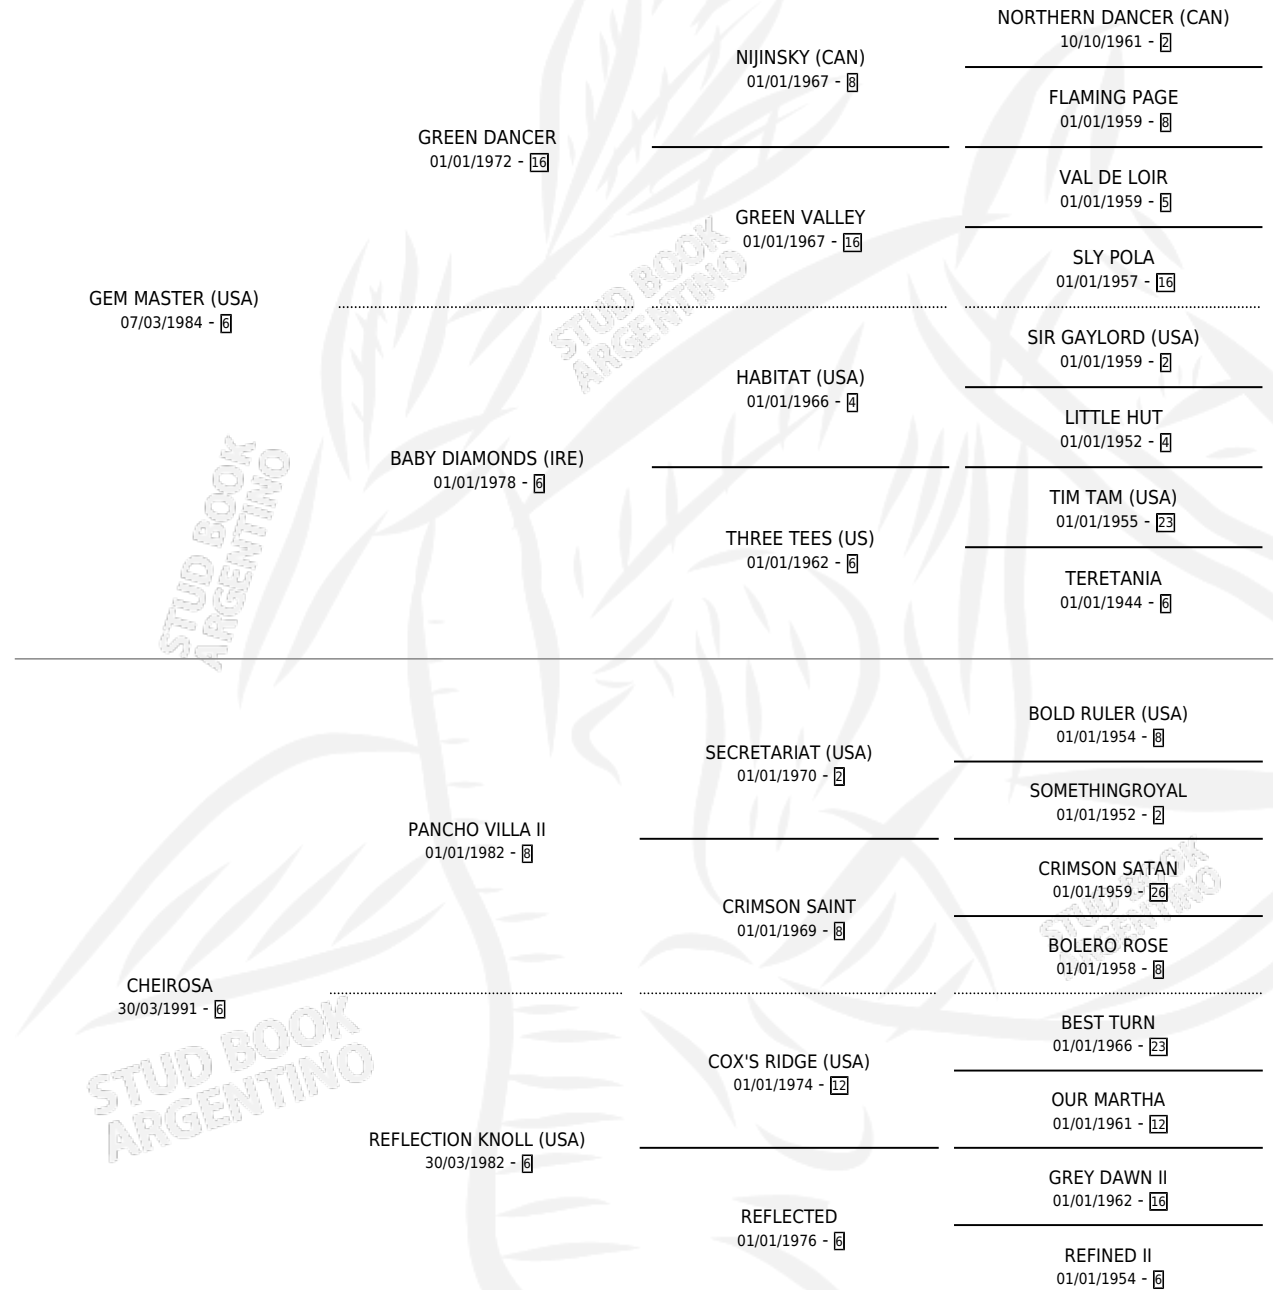 NORTHERN DANCER (CAN)
10/10/1961 - 2
NIJINSKY (CAN)
01/01/1967 - 8
FLAMING PAGE
01/01/1959 - 8
GREEN DANCER
01/01/1972 - 16
VAL DE LOIR
01/01/1959 - 5
GREEN VALLEY
01/01/1967 - 16
SLY POLA
01/01/1957 - 16
GEM MASTER (USA)
07/03/1984 - 6
SIR GAYLORD (USA)
01/01/1959 - 2
HABITAT (USA)
01/01/1966 - 4
LITTLE HUT
01/01/1952 - 4
BABY DIAMONDS (IRE)
01/01/1978 - 6
TIM TAM (USA)
01/01/1955 - 23
THREE TEES (US)
01/01/1962 - 6
TERETANIA
01/01/1944 - 6
BOLD RULER (USA)
01/01/1954 - 8
SECRETARIAT (USA)
01/01/1970 - 2
SOMETHINGROYAL
01/01/1952 - 2
PANCHO VILLA II
01/01/1982 - 8
CRIMSON SATAN
01/01/1959 - 26
CRIMSON SAINT
01/01/1969 - 8
BOLERO ROSE
01/01/1958 - 8
CHEIROSA
30/03/1991 - 6
BEST TURN
01/01/1966 - 23
COX'S RIDGE (USA)
01/01/1974 - 12
OUR MARTHA
01/01/1961 - 12
REFLECTION KNOLL (USA)
30/03/1982 - 6
GREY DAWN II
01/01/1962 - 16
REFLECTED
01/01/1976 - 6
REFINED II
01/01/1954 - 6
STUD BOOK
ARGENTINO
STUD BOOK
ARGENTINO
STUD BOOK
ARGENTINO
STUD BOOK
ARGENTINO